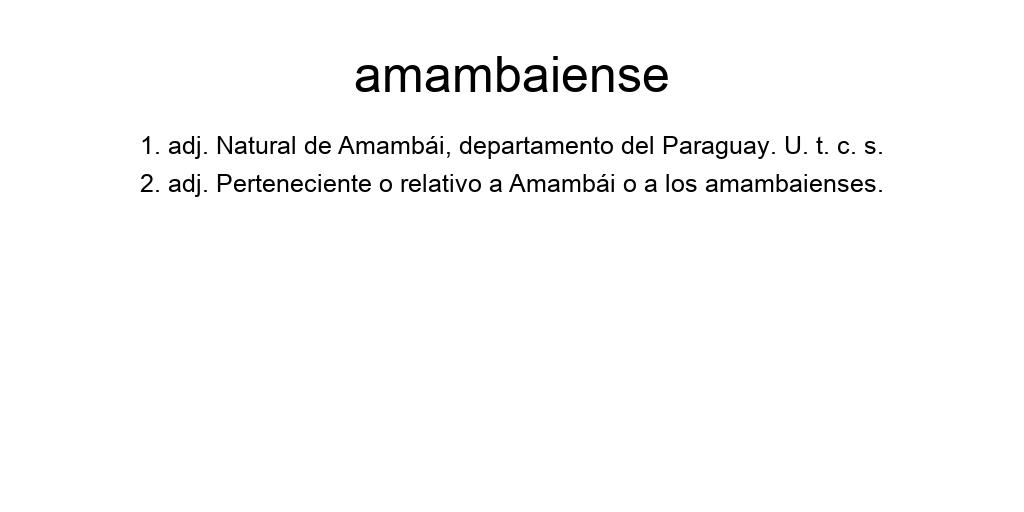 amambaiense
1. adj. Natural de Amambái, departamento del Paraguay. U. t. c. s.
2. adj. Perteneciente o relativo a Amambái o a los amambaienses.